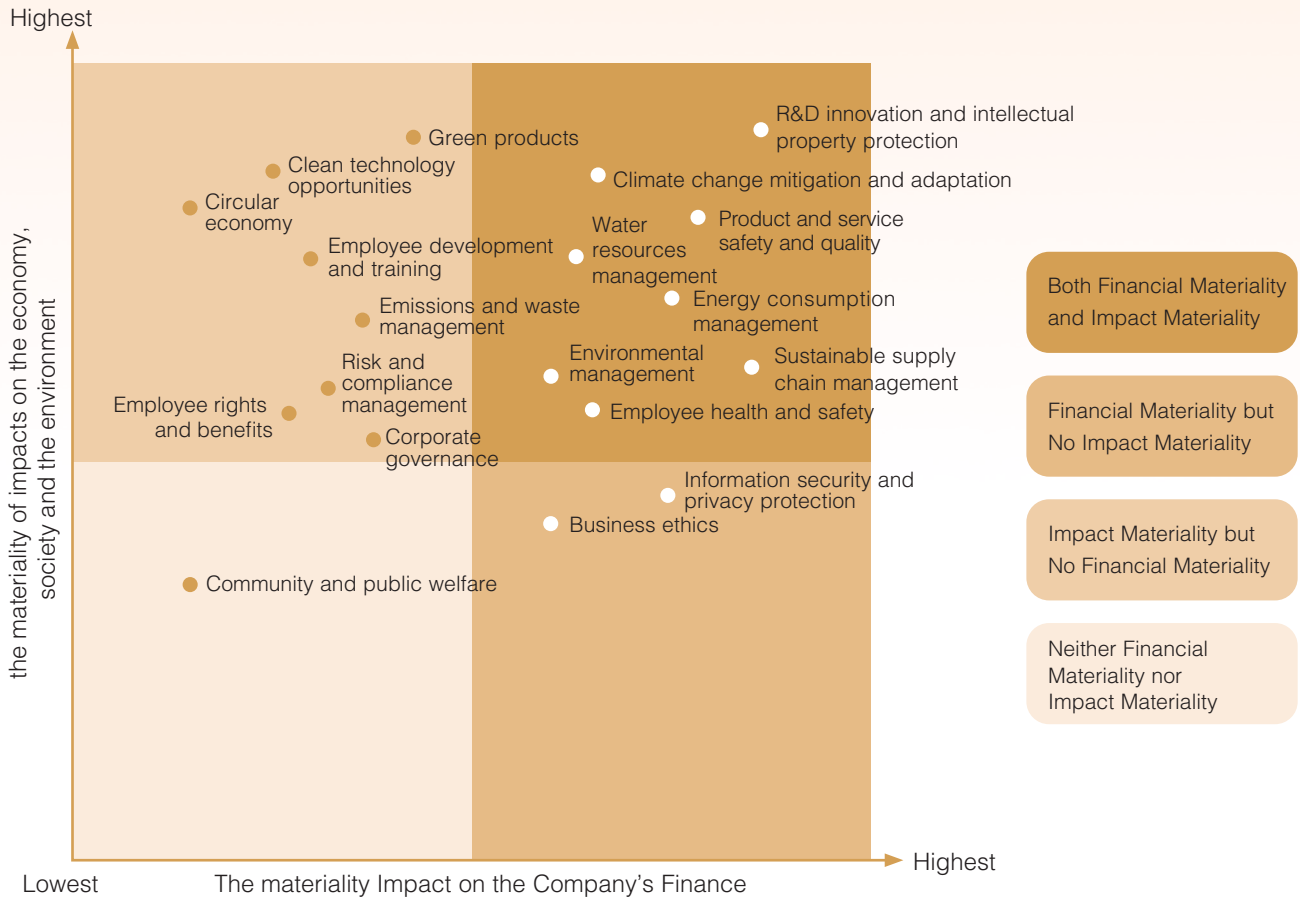 Highest
the materiality of impacts on the economy,
society and the environment
Green products
R&D innovation and intellectual
property protection
Clean technology
opportunities
Climate change mitigation and adaptation
Circular
economy
Product and service
safety and quality
Water
resources
management
Employee development
and training
Emissions and waste
management
Energy consumption
management
Risk and
compliance
management
Environmental
management
Sustainable supply
chain management
Employee rights
and benefits
Employee health and safety
Corporate
governance
Information security and
privacy protection
Business ethics
Community and public welfare
Both Financial Materiality
and Impact Materiality
Financial Materiality but
No Impact Materiality
Impact Materiality but
No Financial Materiality
Neither Financial
Materiality nor
Impact Materiality
Highest
Lowest
The materiality Impact on the Company’s Finance